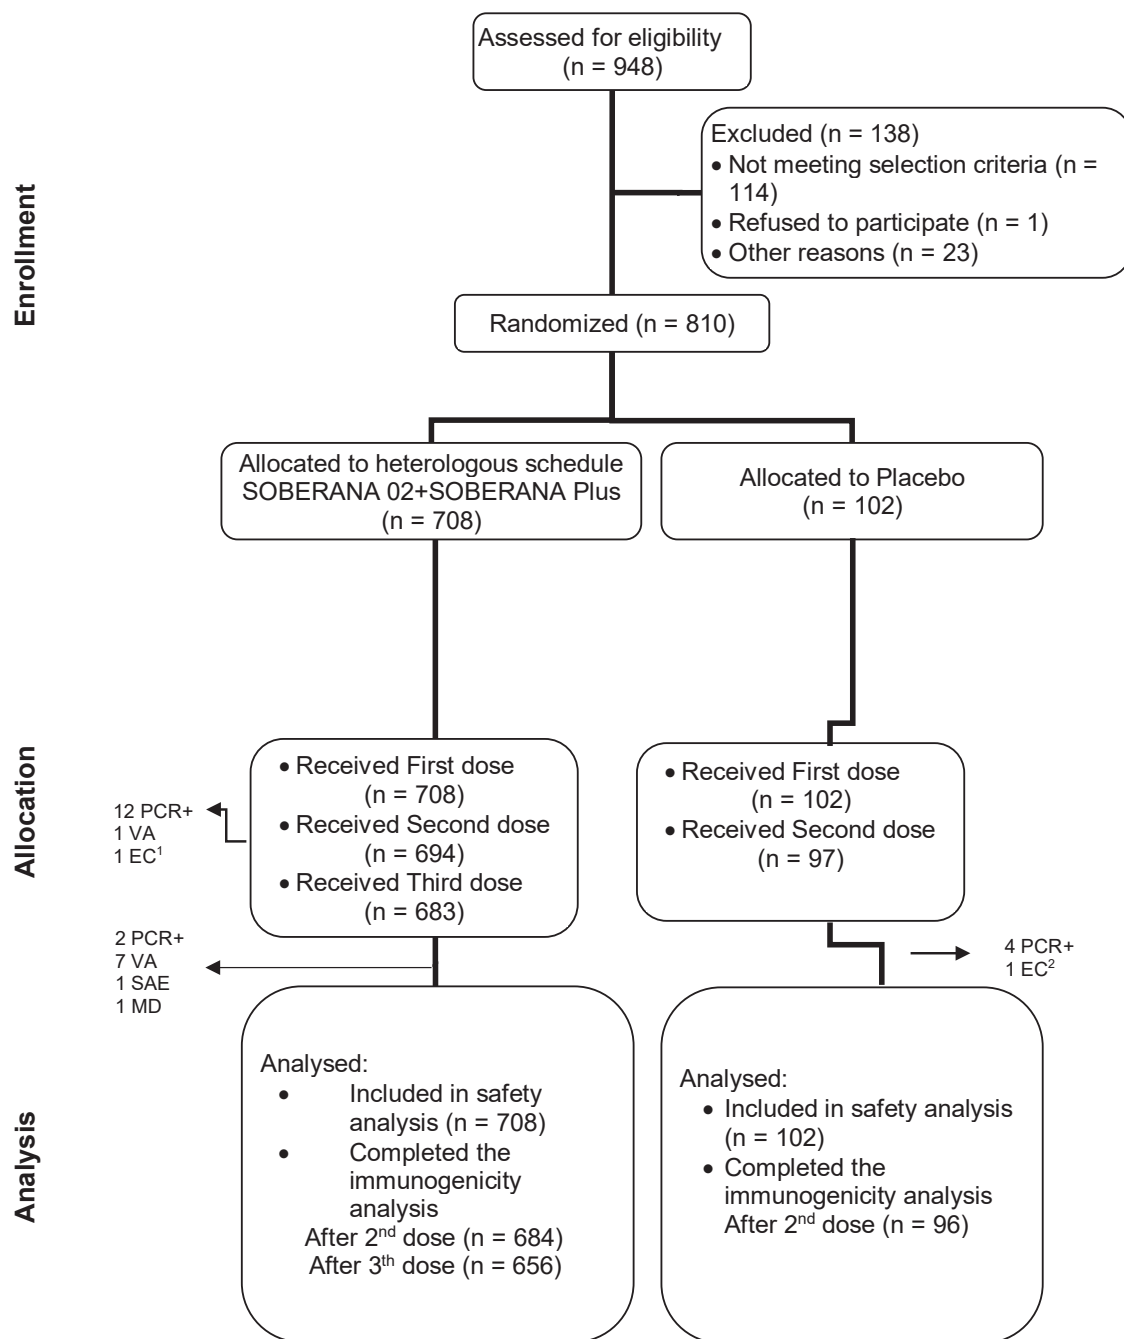 Assessed for eligibility
(n = 948)
Excluded (n = 138)
• Not meeting selection criteria (n =
114)
• Refused to participate (n = 1)
• Other reasons (n = 23)
Enrollment
Randomized (n = 810)
Allocated to heterologous schedule
SOBERANA 02+SOBERANA Plus
(n = 708)
Allocated to Placebo
(n = 102)
Allocation
• Received First dose
(n = 708)
• Received Second dose
(n = 694)
• Received Third dose
(n = 683)
12 PCR+
1 VA
1 EC¹
• Received First dose
(n = 102)
• Received Second dose
(n = 97)
2 PCR+
7 VA
1 SAE
1 MD
4 PCR+
1 EC²
Analysis
Analysed:
• Included in safety
analysis (n = 708)
• Completed the
immunogenicity
analysis
After 2ⁿᵈ dose (n = 684)
After 3ᵗʰ dose (n = 656)
Analysed:
• Included in safety analysis
(n = 102)
• Completed the
immunogenicity analysis
After 2ⁿᵈ dose (n = 96)